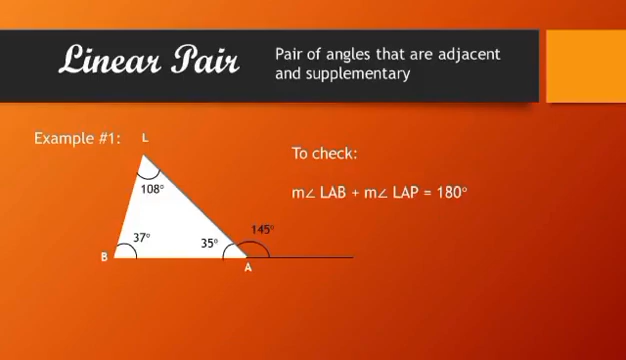 Linear Pair
Pair of angles that are adjacent
and supplementary
Example #1:
L
To check:
108°
m∠ LAB + m∠ LAP = 180°
145°
37°
35°
B
A